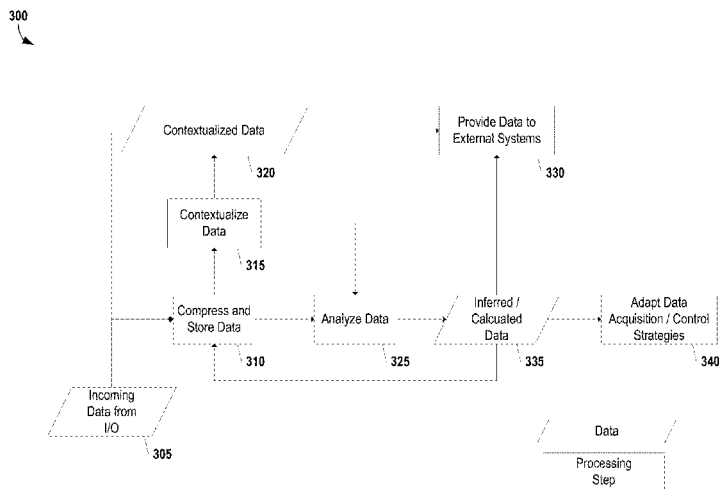 300
Contextualized Data
320
Provide Data to
External Systems
330
Contextualize
Data
315
Compress and
Store Data
310
Analyze Data
325
Inferred /
Calcuated
Data
335
Adapt Data
Acquisition / Control
Strategies
340
Incoming
Data from
I/O
305
Data
Processing
Step